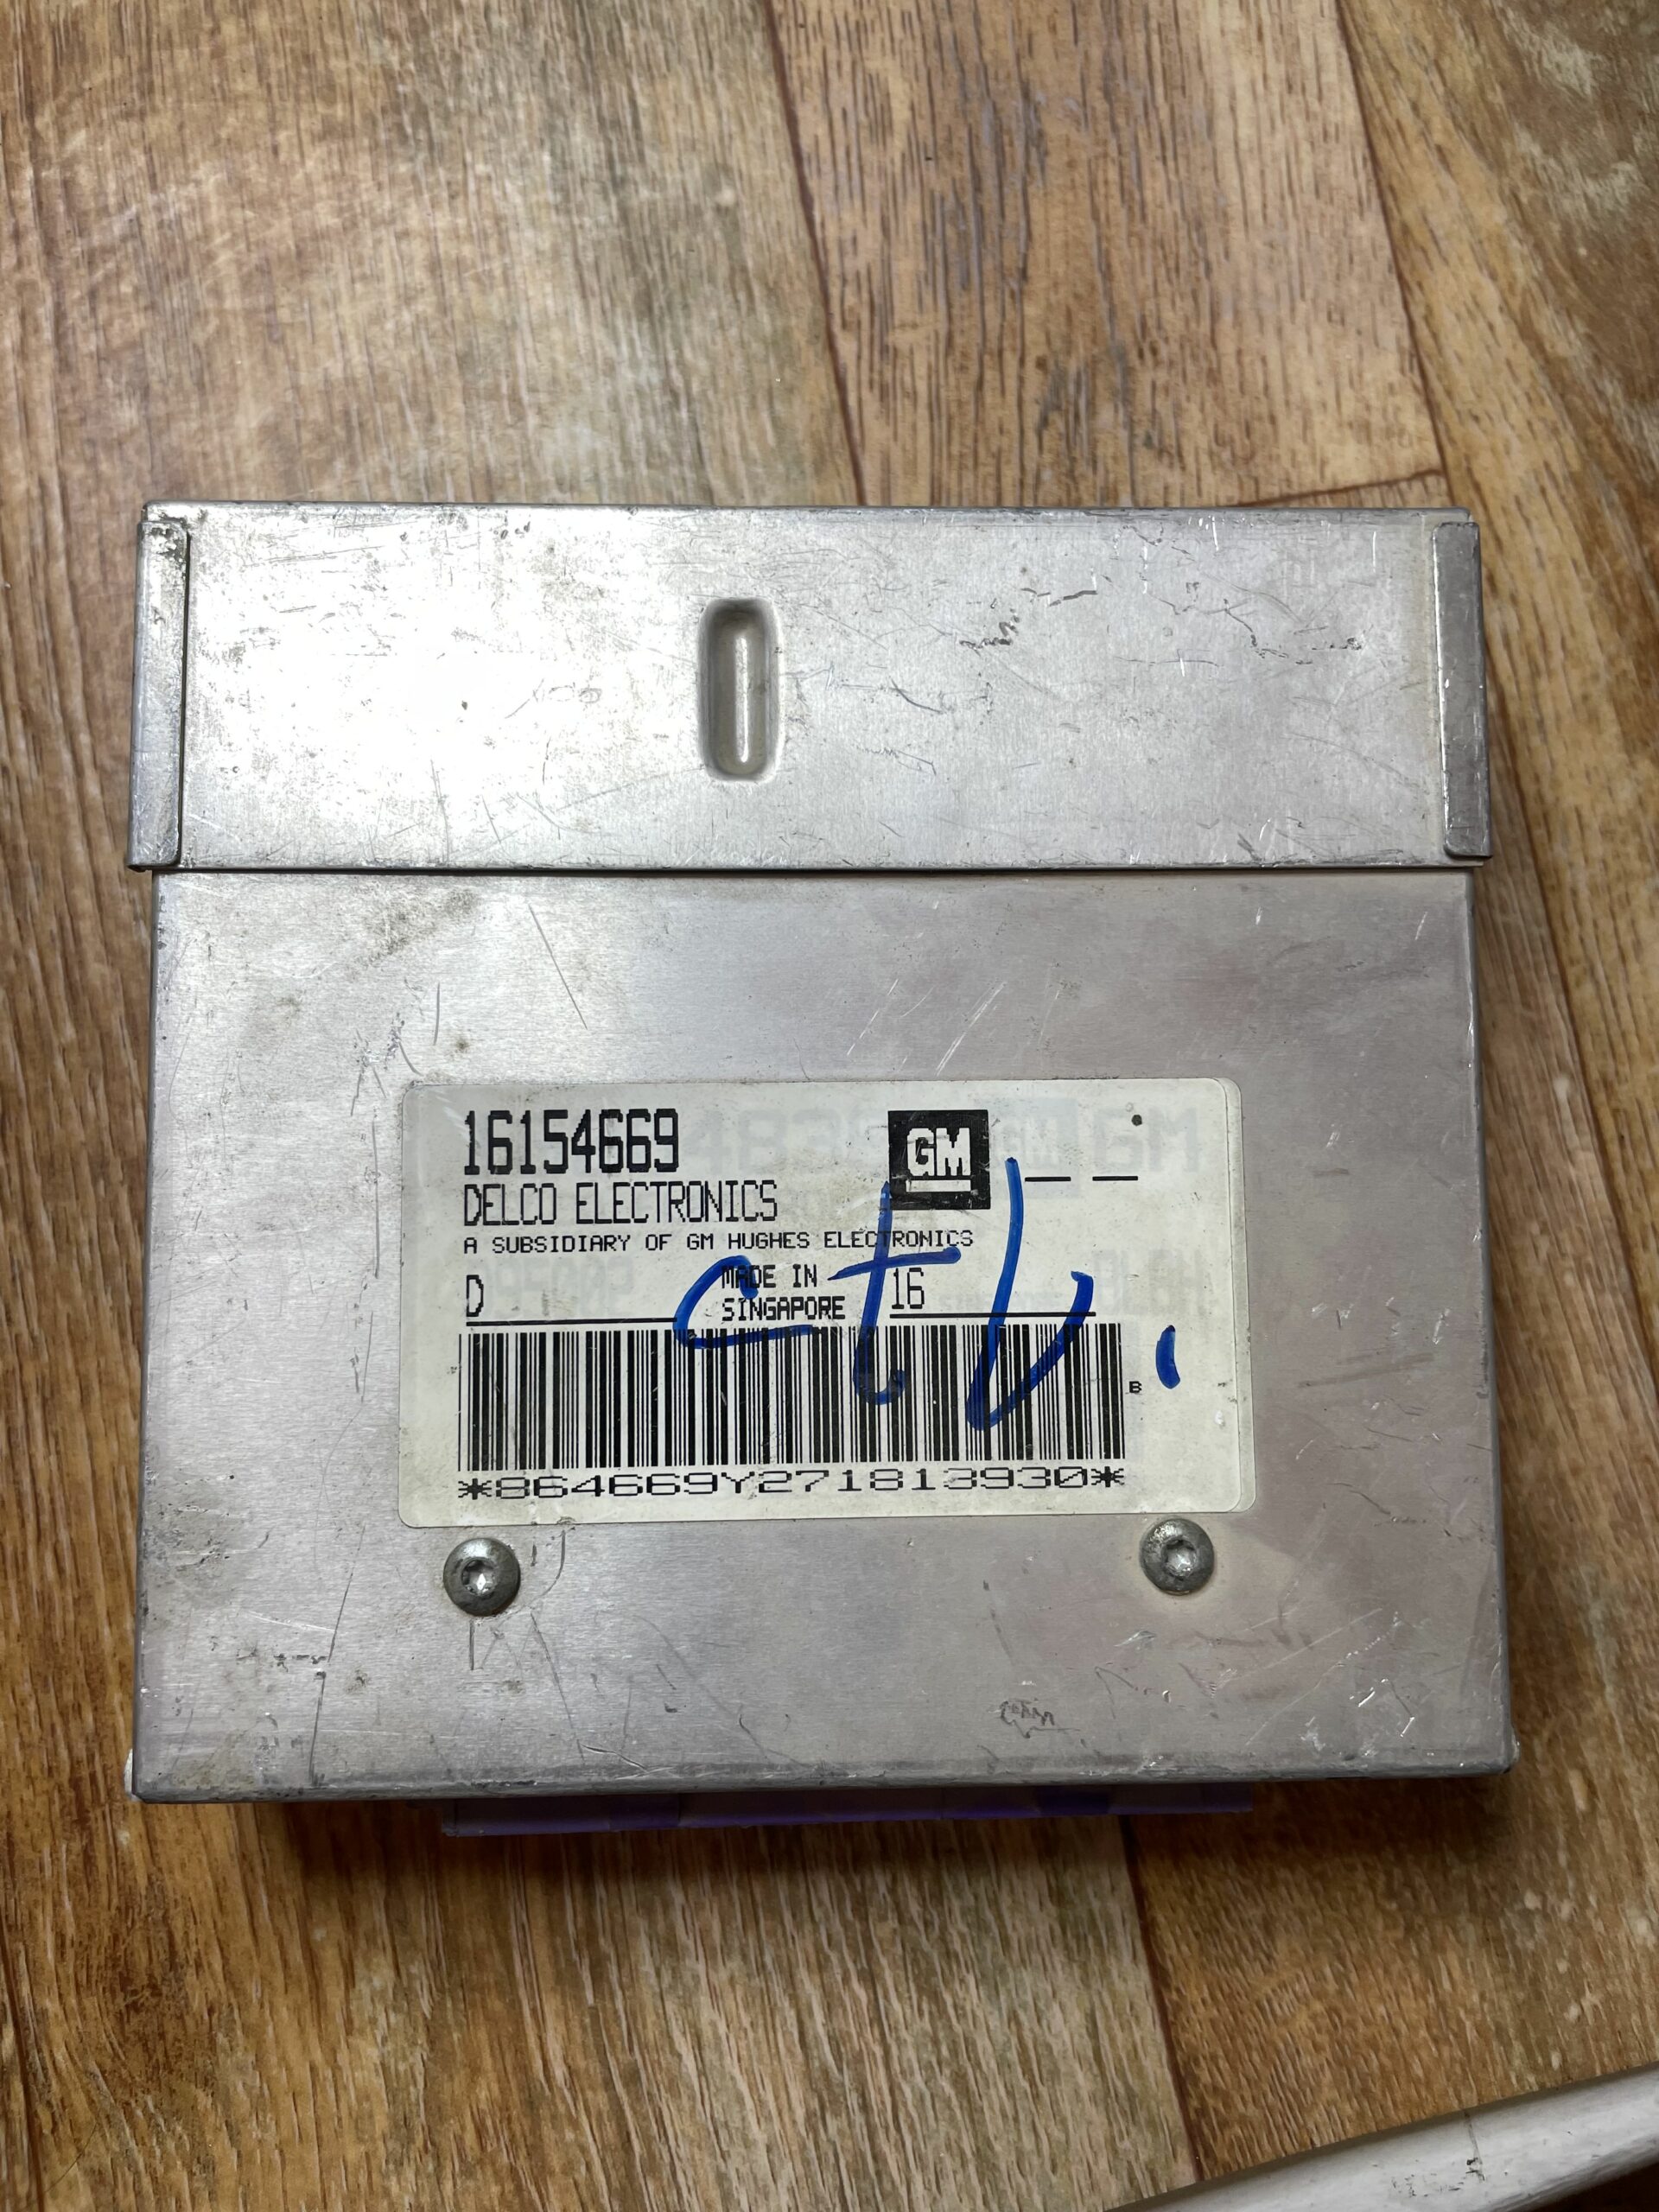 16154669
GM
DELCO ELECTRONICS
A SUBSIDIARY OF GM HUGHES ELECTRONICS
D MADE IN SINGAPORE 16
B
*864669Y271813930*